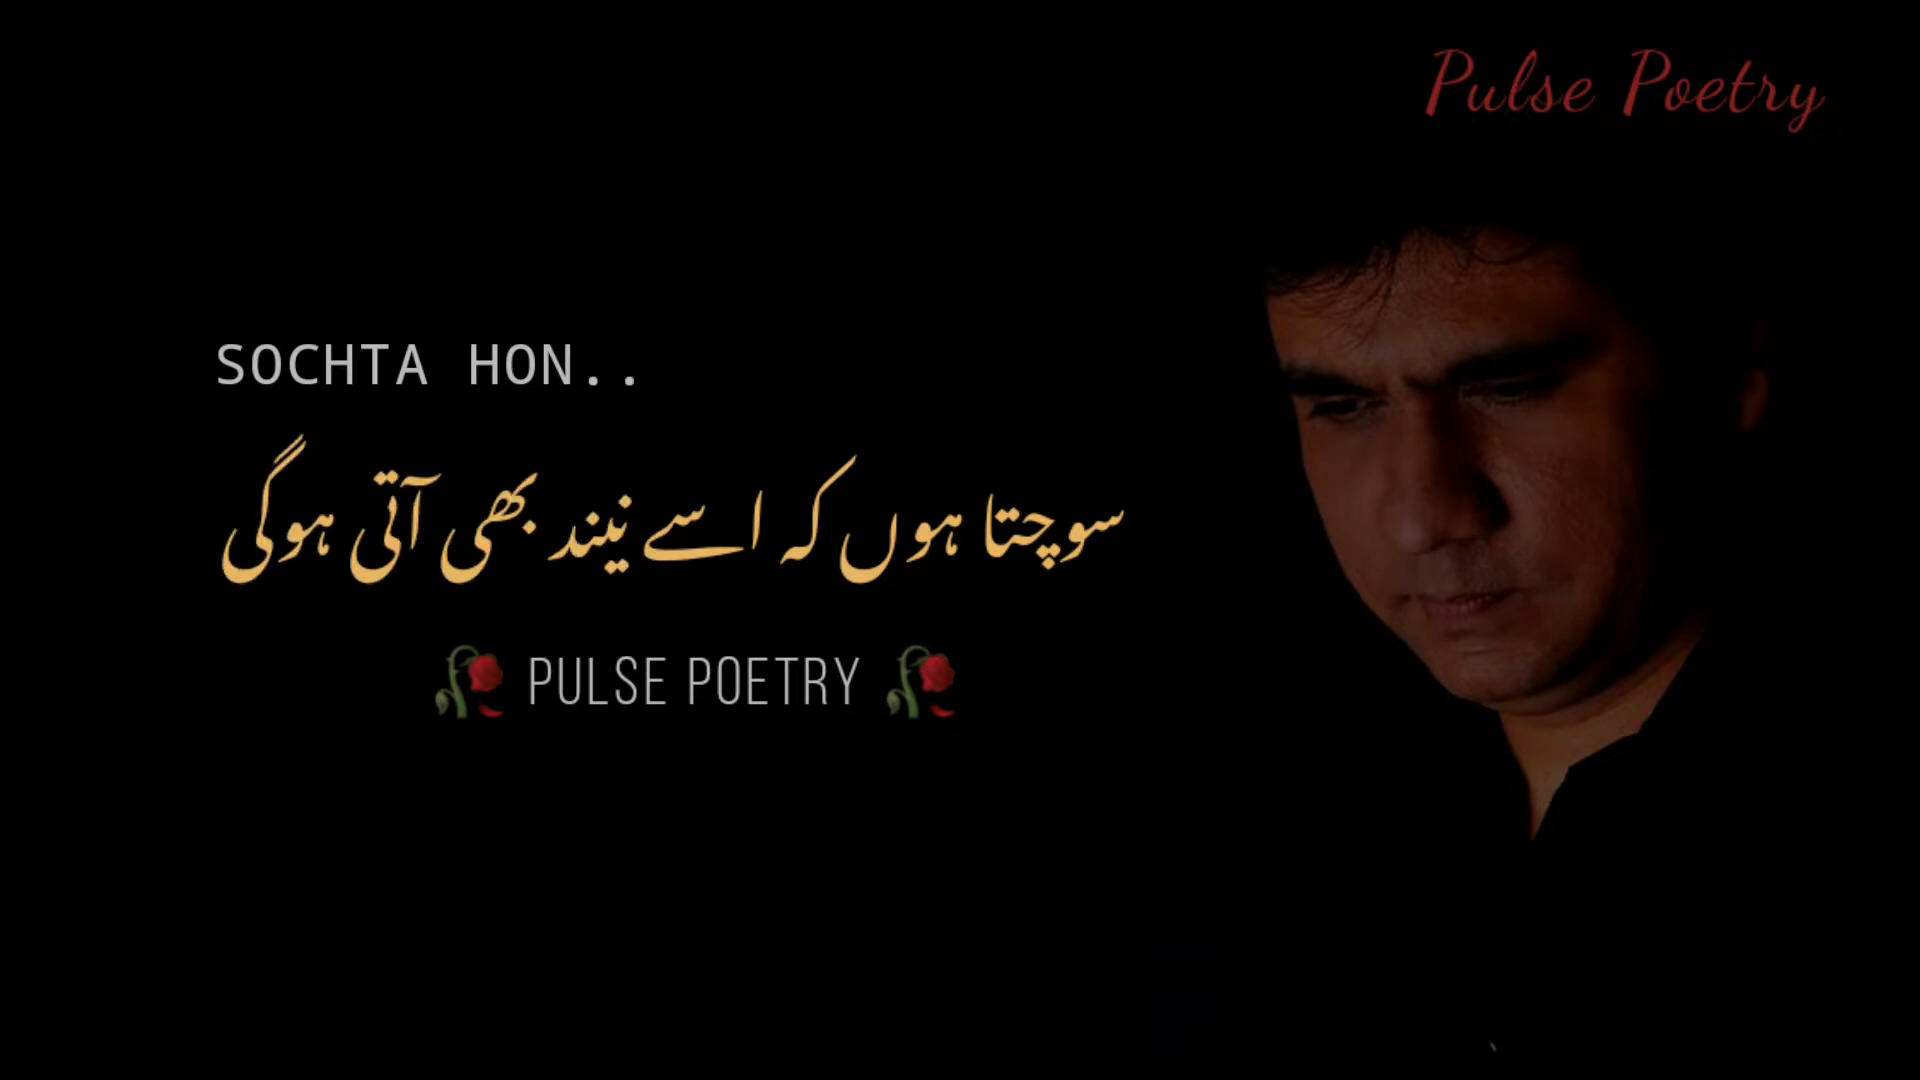 Pulse Poetry
SOCHTA HON..
سوچتا ہوں کہ اسے نیند بھی آتی ہوگی
🥀 PULSE POETRY 🥀